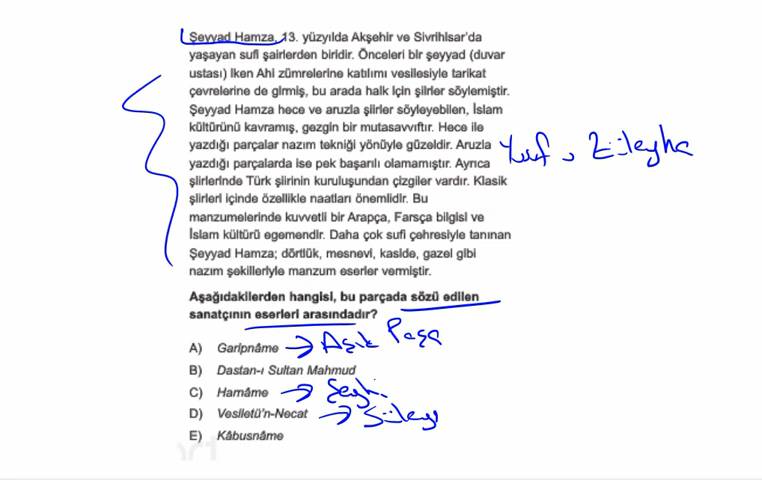 Şeyyad Hamza, 13. yüzyılda Akşehir ve Sivrihisar'da
yaşayan sufi şairlerden biridir. Önceleri bir şeyyad (duvar
ustası) iken Ahi zümrelerine katılımı vesilesiyle tarikat
çevrelerine de girmiş, bu arada halk için şiirler söylemiştir.
Şeyyad Hamza hece ve aruzla şiirler söyleyebilen, İslam
kültürünü kavramış, gezgin bir mutasavvıftır. Hece ile
yazdığı parçalar nazım tekniği yönüyle güzeldir. Aruzla
yazdığı parçalarda ise pek başarılı olamamıştır. Ayrıca
şiirlerinde Türk şiirinin kuruluşundan çizgiler vardır. Klasik
şiirleri içinde özellikle naatları önemlidir. Bu
manzumelerinde kuvvetli bir Arapça, Farsça bilgisi ve
İslam kültürü egemendir. Daha çok sufi çehresiyle tanınan
Şeyyad Hamza; dörtlük, mesnevi, kaside, gazel gibi
nazım şekilleriyle manzum eserler vermiştir.
Yusf u Züleyha
Aşağıdakilerden hangisi, bu parçada sözü edilen
sanatçının eserleri arasındadır?
A) Garipnâme → Aşık Paşa
B) Dastan-ı Sultan Mahmud
C) Harnâme → Şeyhi
D) Vesiletü'n-Necat → Süley
E) Kâbusnâme